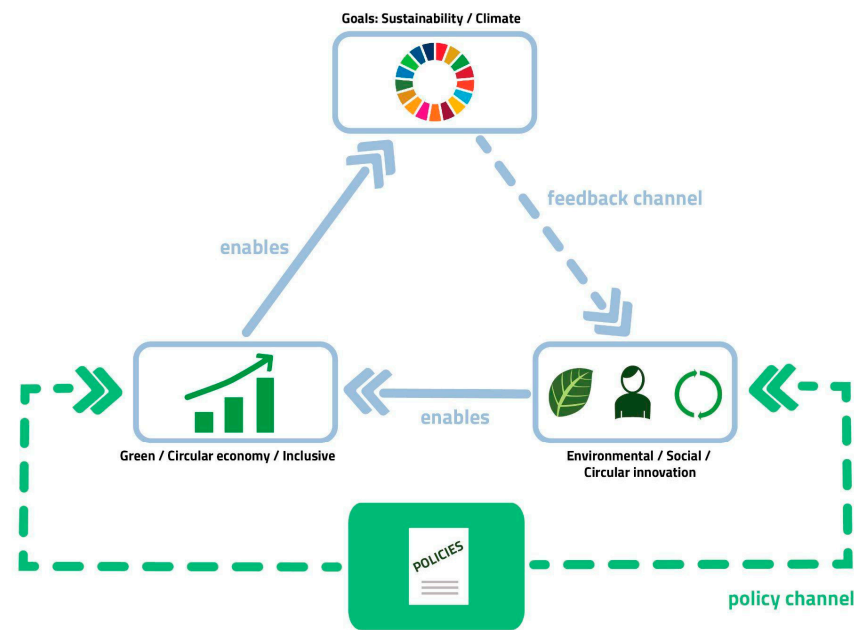 Goals: Sustainability / Climate
feedback channel
enables
enables
Green / Circular economy / Inclusive
Environmental / Social /
Circular innovation
POLICIES
policy channel